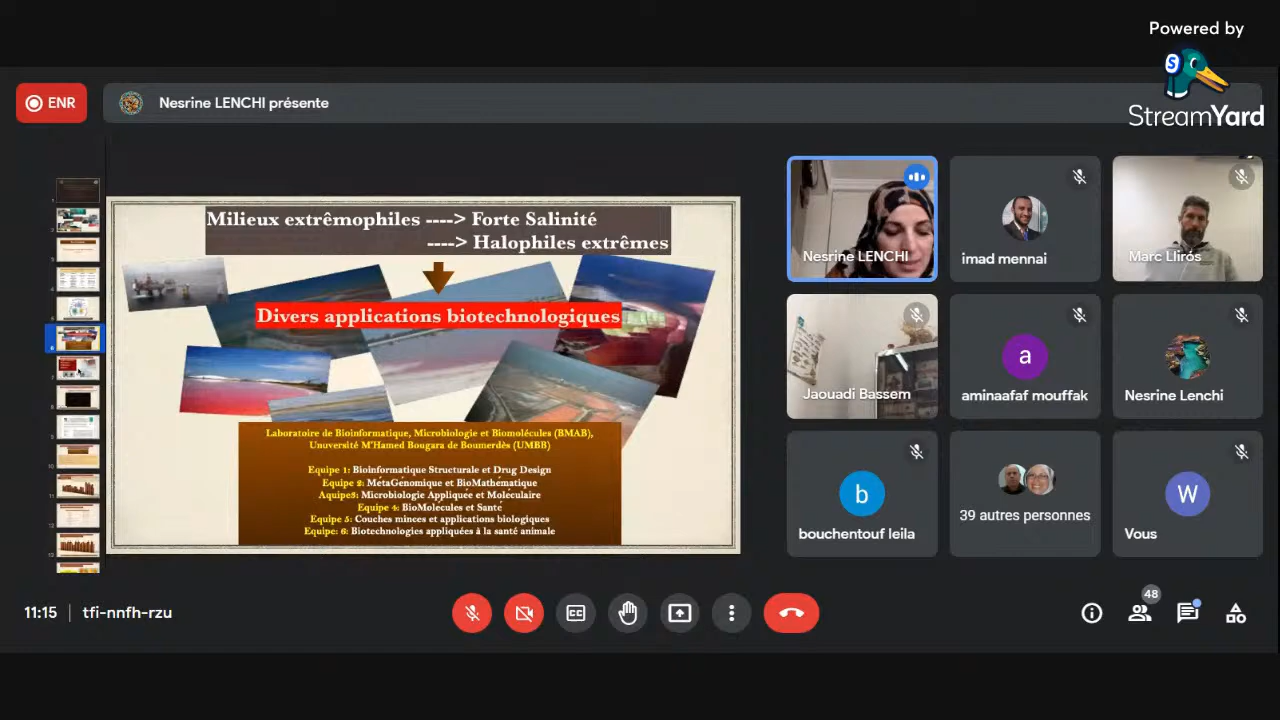 Powered by
StreamYard
ENR
Nesrine LENCHI présente
Milieux extrêmophiles ----> Forte Salinité
----> Halophiles extrêmes
Divers applications biotechnologiques
Laboratoire de Bioinformatique, Microbiologie et Biomolécules (BMAB),
Unuversité M'Hamed Bougara de Boumerdès (UMBB)
Equipe 1: Bioinformatique Structurale et Drug Design
Equipe 2: MétaGénomique et BioMathématique
Aquipe3: Microbiologie Appliquée et Moléculaire
Equipe 4: BioMolecules et Santé
Equipe 5: Couches minces et applications biologiques
Equipe: 6: Biotechnologies appliquées à la santé animale
Nesrine LENCHI
imad mennai
Marc Llirós
Jaouadi Bassem
a
aminaafaf mouffak
Nesrine Lenchi
b
bouchentouf leila
39 autres personnes
W
Vous
11:15
tfi-nnfh-rzu
48